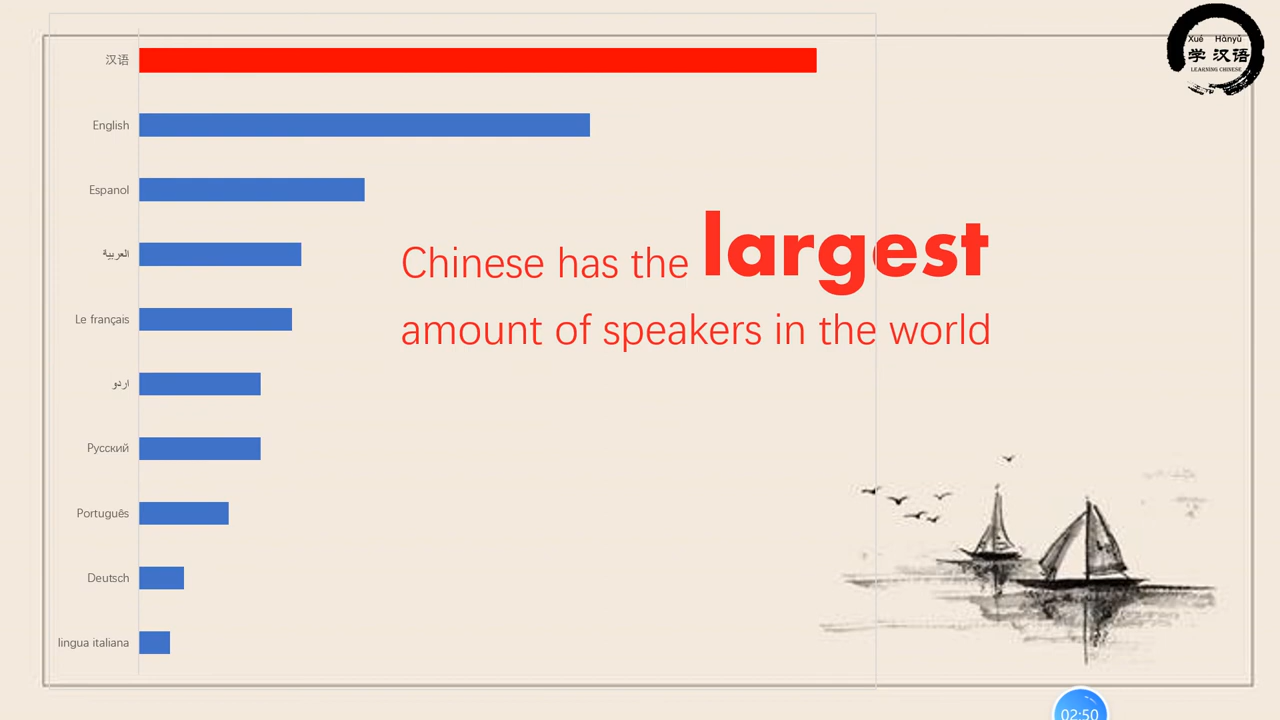 Xué Hànyǔ
学 汉语
LEARNING CHINESE
汉语
English
Espanol
العربية
Chinese has the largest
amount of speakers in the world
Le français
اردو
Русский
Português
Deutsch
lingua italiana
02:50